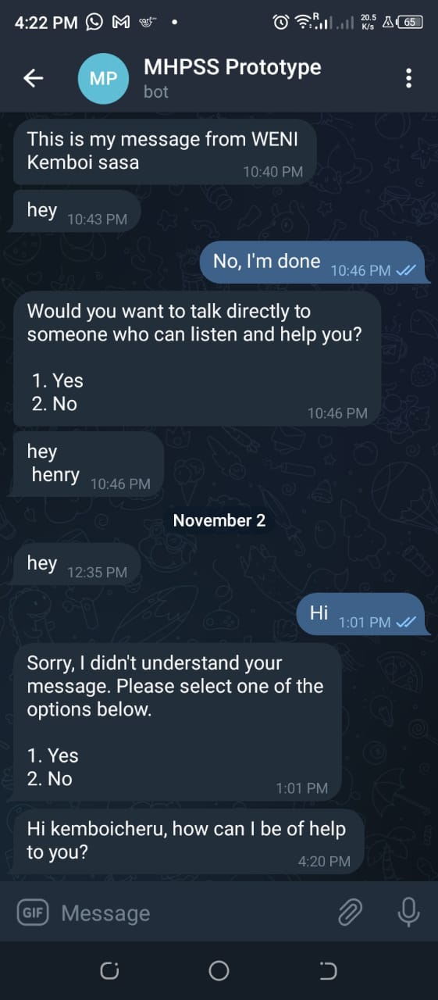 4:22 PM
R
20.5
K/s
65
MP
MHPSS Prototype
bot
This is my message from WENI
Kemboi sasa
10:40 PM
hey 10:43 PM
No, I'm done 10:46 PM
Would you want to talk directly to
someone who can listen and help you?
1. Yes
2. No
10:46 PM
hey
henry 10:46 PM
November 2
hey 12:35 PM
Hi 1:01 PM
Sorry, I didn't understand your
message. Please select one of the
options below.
1. Yes
2. No
1:01 PM
Hi kemboicheru, how can I be of help
to you?
4:20 PM
GIF Message